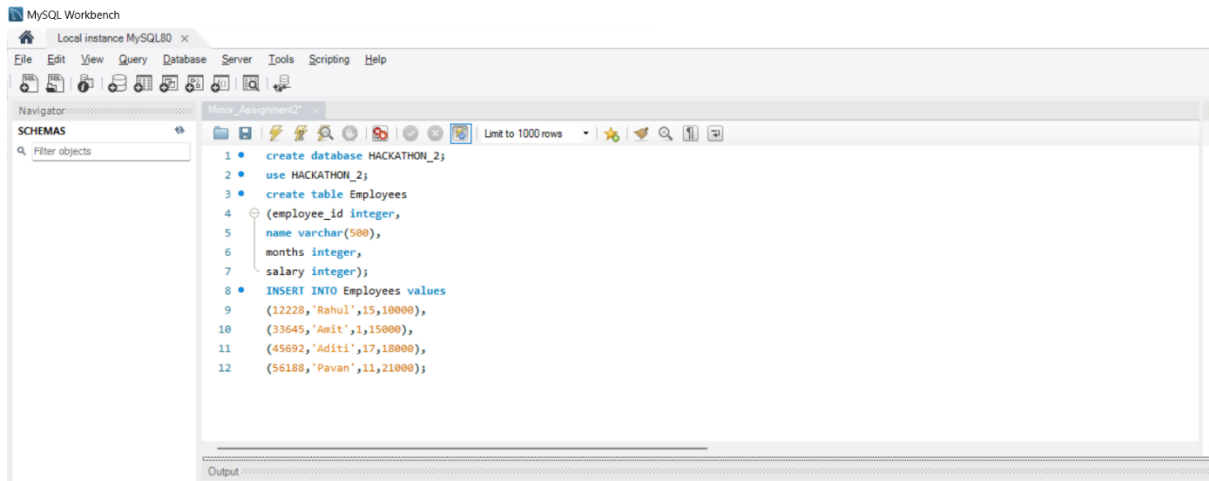 MySQL Workbench
Local instance MySQL80 ×
File Edit View Query Database Server Tools Scripting Help
Navigator
Minor_Assignment2* ×
SCHEMAS
Limit to 1000 rows
Filter objects
1 create database HACKATHON_2;
2 use HACKATHON_2;
3 create table Employees
4 (employee_id integer,
5 name varchar(500),
6 months integer,
7 salary integer);
8 INSERT INTO Employees values
9 (12228,'Rahul',15,10000),
10 (33645,'Amit',1,15000),
11 (45692,'Aditi',17,18000),
12 (56188,'Pavan',11,21000);
Output